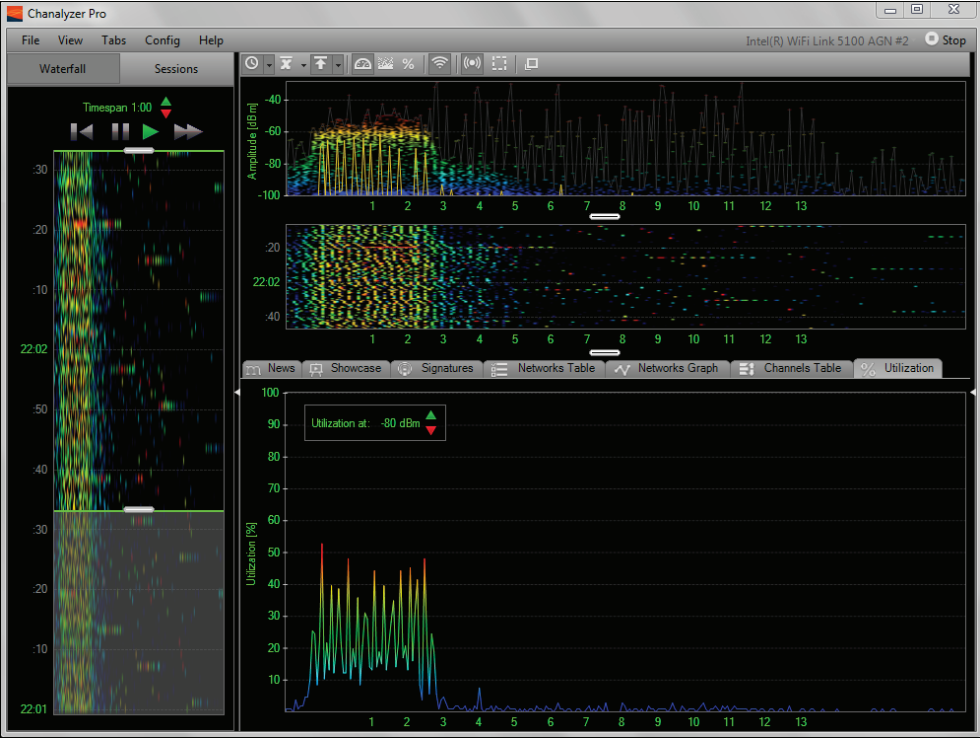 Chanalyzer Pro
File View Tabs Config Help
Intel(R) WiFi Link 5100 AGN #2 Stop
Waterfall Sessions
Timespan 1:00
:30
:20
:10
22:02
:50
:40
:30
:20
:10
22:01
%
Amplitude [dBm]
-40
-60
-80
-100
1 2 3 4 5 6 7 8 9 10 11 12 13
:20
22:02
:40
1 2 3 4 5 6 7 8 9 10 11 12 13
m News Showcase Signatures Networks Table Networks Graph Channels Table % Utilization
Utilization [%]
100
90
80
70
60
50
40
30
20
10
Utilization at: -80 dBm
1 2 3 4 5 6 7 8 9 10 11 12 13